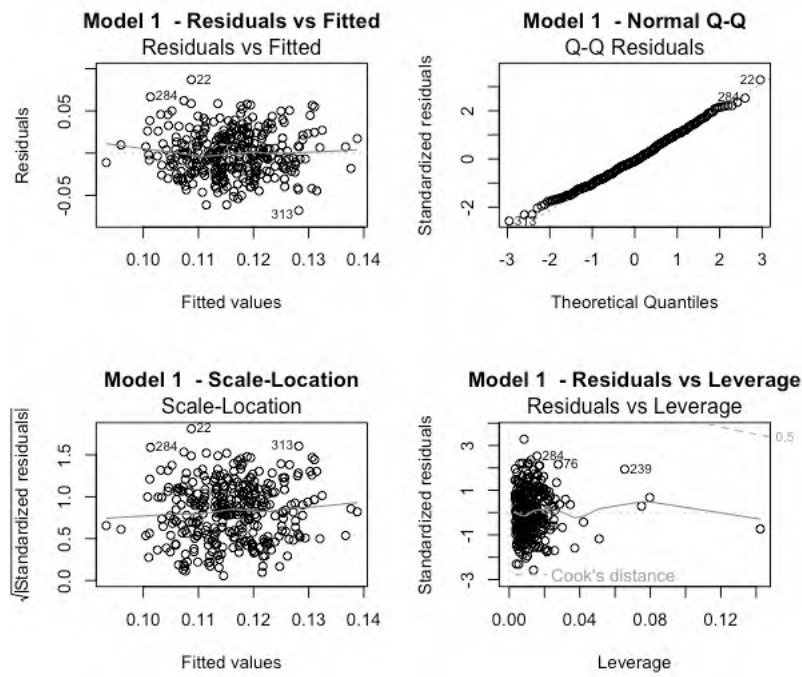 Model 1 - Residuals vs Fitted
Residuals vs Fitted
Residuals
0.05
-0.05
22
284
313
0.10 0.11 0.12 0.13 0.14
Fitted values
Model 1 - Normal Q-Q
Q-Q Residuals
Standardized residuals
2
0
-2
22
284
313
-3 -2 -1 0 1 2 3
Theoretical Quantiles
Model 1 - Scale-Location
Scale-Location
√|Standardized residuals|
1.5
1.0
0.5
0.0
22
284
313
0.10 0.11 0.12 0.13 0.14
Fitted values
Model 1 - Residuals vs Leverage
Residuals vs Leverage
Standardized residuals
3
1
-1
-3
0.5
284
76
239
Cook's distance
0.00 0.04 0.08 0.12
Leverage